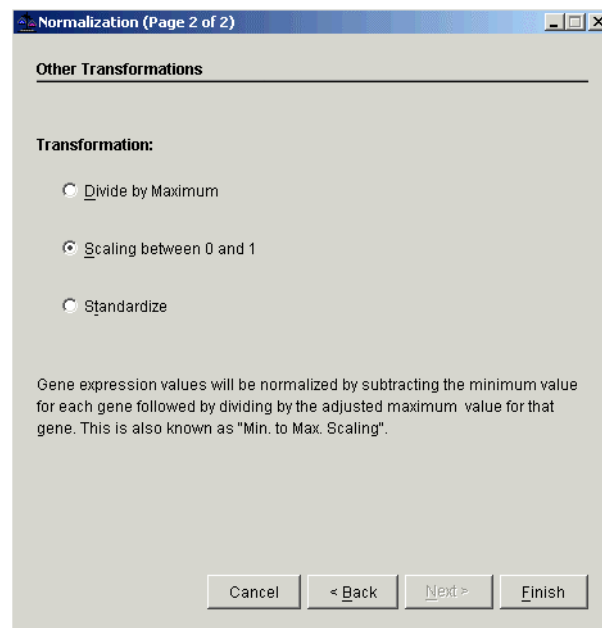 Normalization (Page 2 of 2)
Other Transformations
Transformation:
Divide by Maximum
Scaling between 0 and 1
Standardize
Gene expression values will be normalized by subtracting the minimum value
for each gene followed by dividing by the adjusted maximum value for that
gene. This is also known as "Min. to Max. Scaling".
Cancel
< Back
Next >
Finish